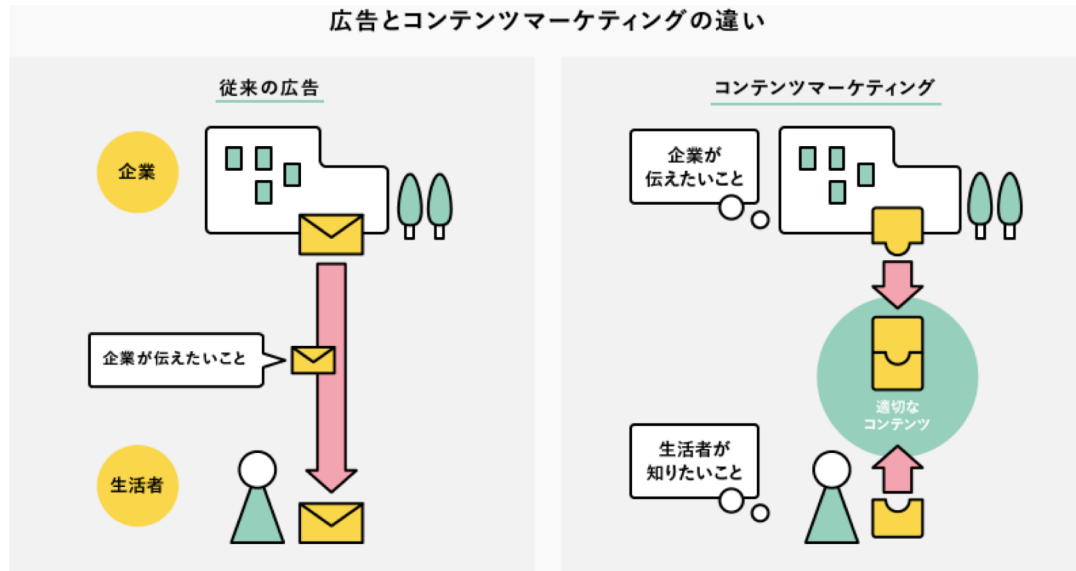 広告とコンテンツマーケティングの違い
従来の広告
企業
企業が伝えたいこと
生活者
コンテンツマーケティング
企業が
伝えたいこと
適切な
コンテンツ
生活者が
知りたいこと